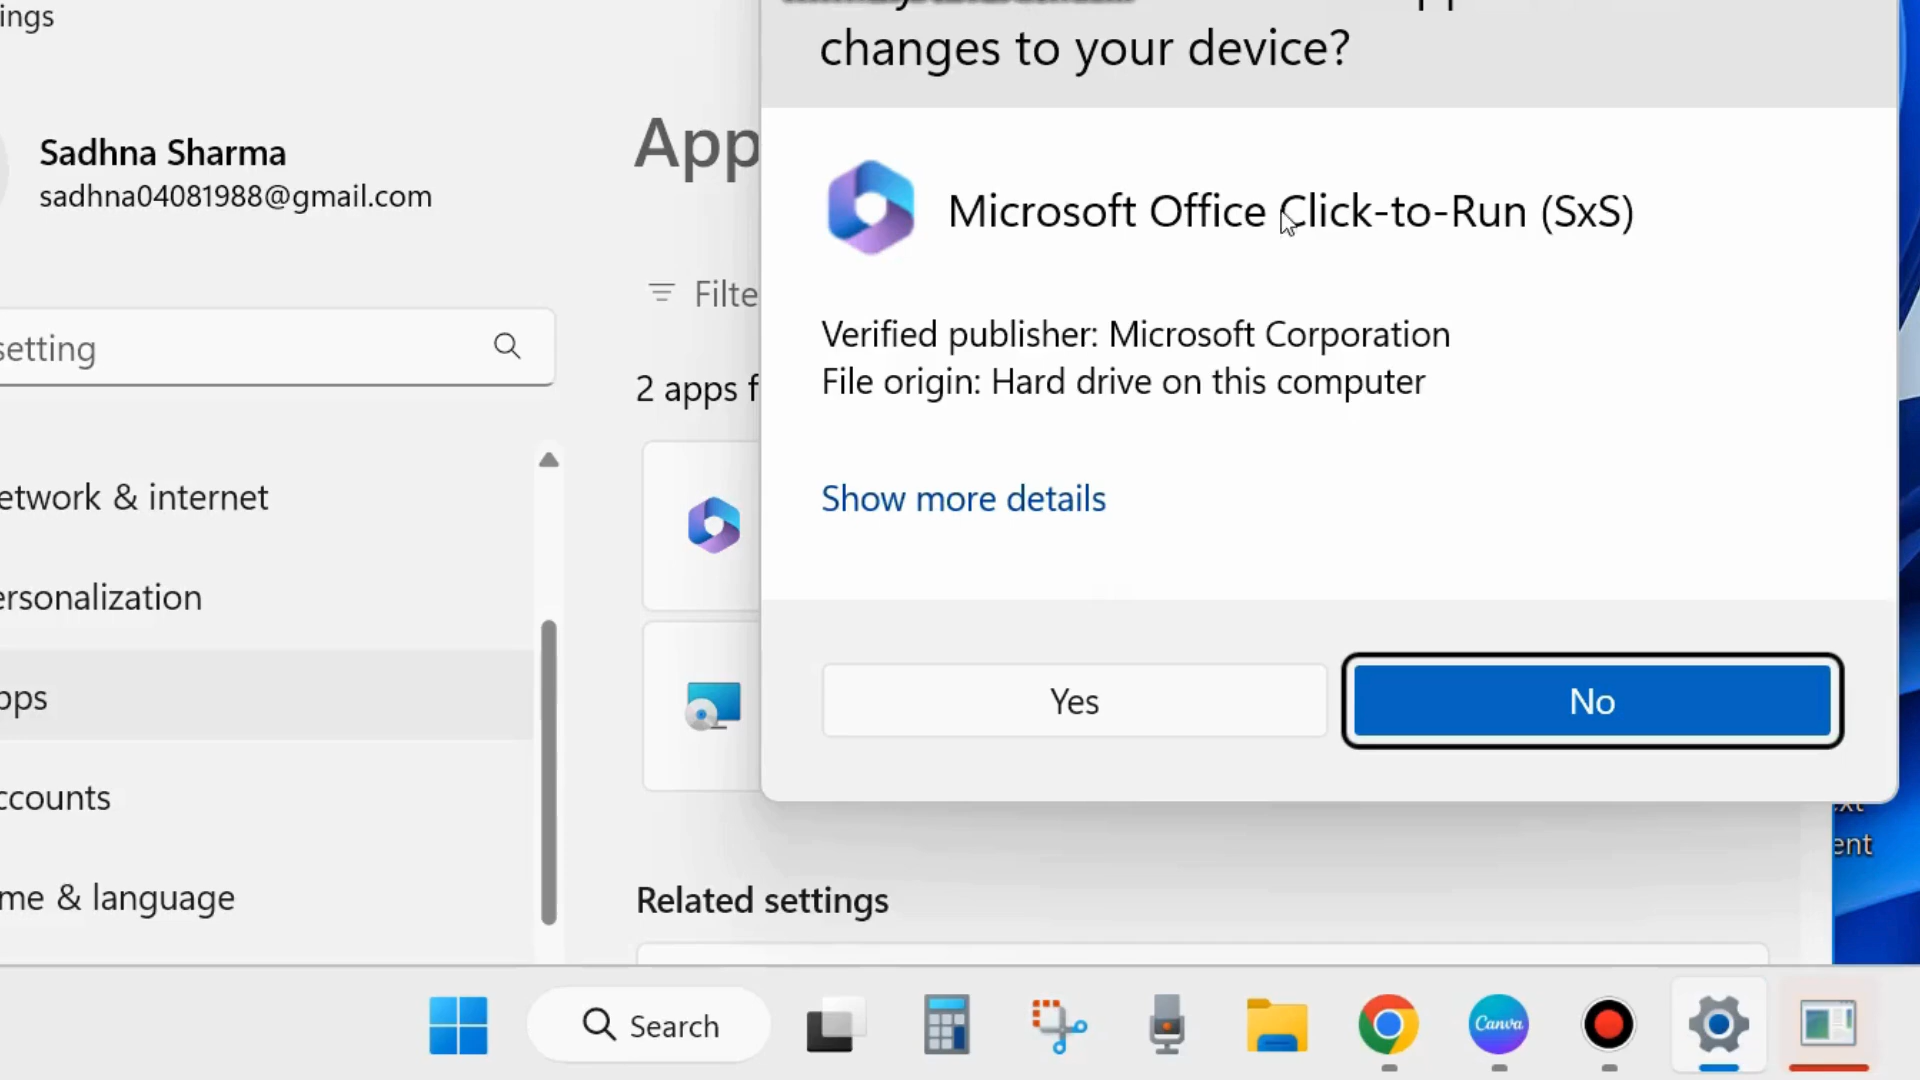 ings
changes to your device?
Sadhna Sharma
sadhna04081988@gmail.com
App
Microsoft Office Click-to-Run (SxS)
Filte
setting
Verified publisher: Microsoft Corporation
File origin: Hard drive on this computer
2 apps f
Show more details
etwork & internet
ersonalization
pps
Yes
No
ccounts
ent
me & language
Related settings
Search
Canva